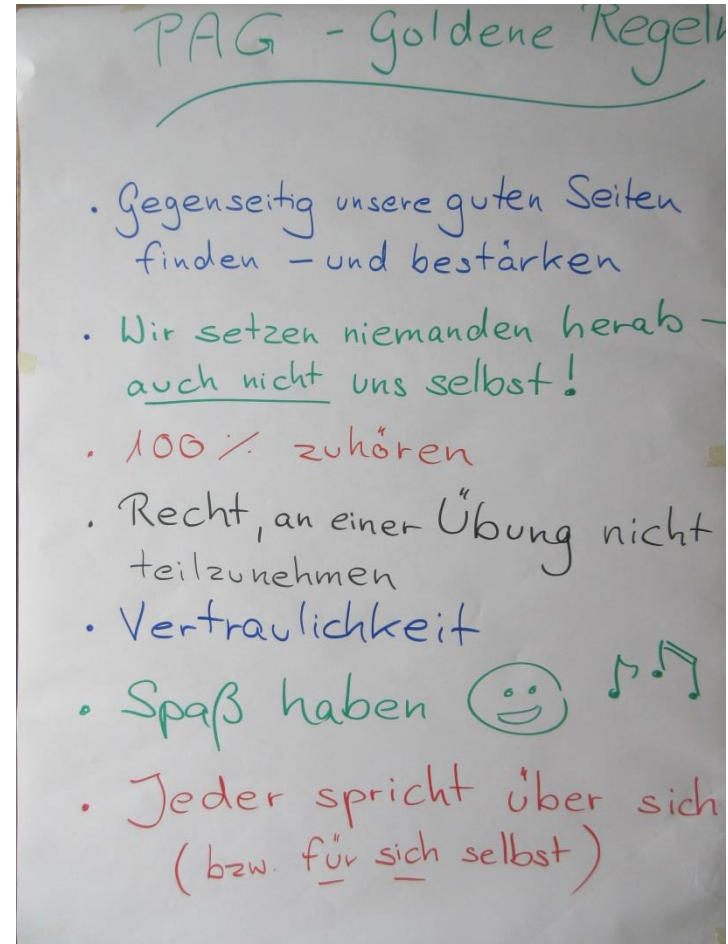 PAG - Goldene Regeln
. Gegenseitig unsere guten Seiten
finden - und bestärken
. Wir setzen niemanden herab -
auch nicht uns selbst!
. 100% zuhören
. Recht, an einer Übung nicht
teilzunehmen
. Vertraulichkeit
. Spaß haben
. Jeder spricht über sich
(bzw. für sich selbst)